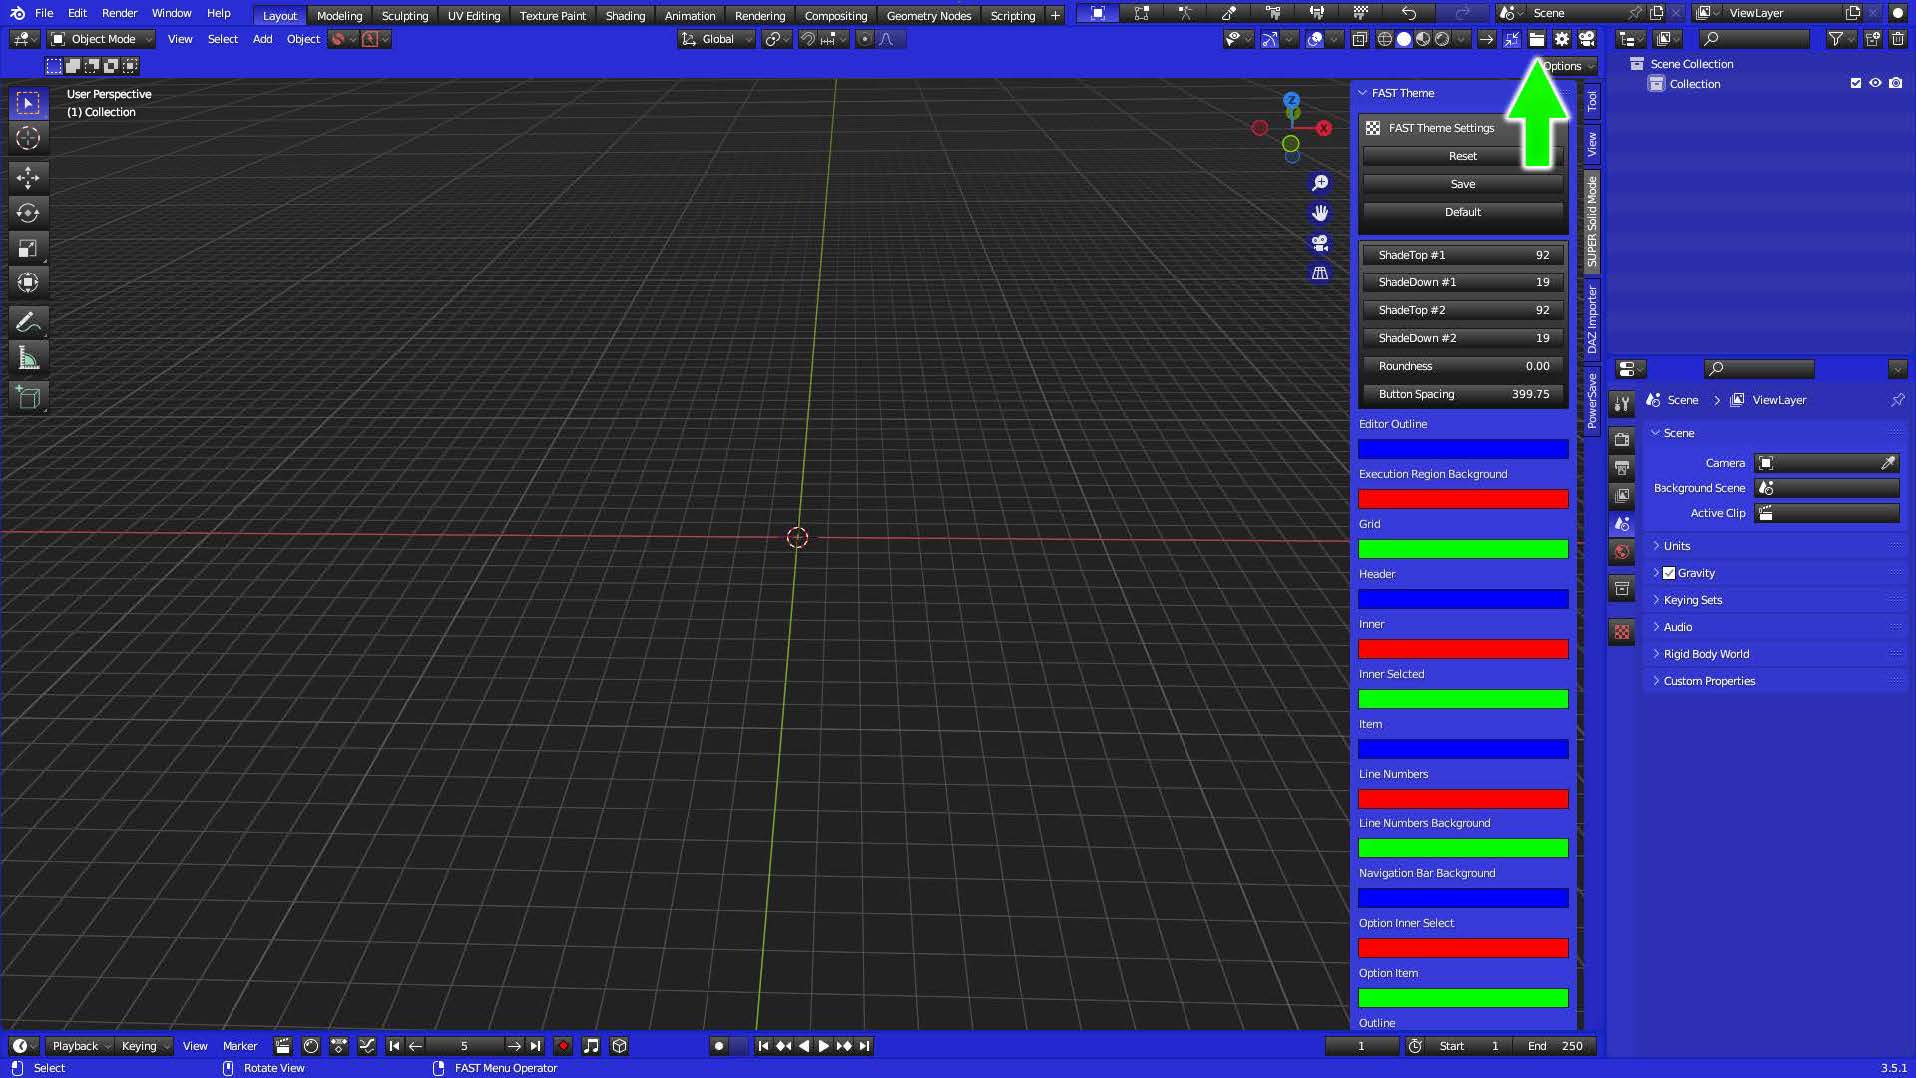 File Edit Render Window Help Layout Modeling Sculpting UV Editing Texture Paint Shading Animation Rendering Compositing Geometry Nodes Scripting + Scene ViewLayer
Object Mode View Select Add Object Global
Options
User Perspective
(1) Collection
Z
X
FAST Theme
FAST Theme Settings
Reset
Save
Default
ShadeTop #1 92
ShadeDown #1 19
ShadeTop #2 92
ShadeDown #2 19
Roundness 0.00
Button Spacing 399.75
Editor Outline
Execution Region Background
Grid
Header
Inner
Inner Selcted
Item
Line Numbers
Line Numbers Background
Navigation Bar Background
Option Inner Select
Option Item
Outline
Tool
View
SUPER Solid Mode
DAZ Importer
PowerSave
Scene Collection
Collection
Scene > ViewLayer
Scene
Camera
Background Scene
Active Clip
Units
Gravity
Keying Sets
Audio
Rigid Body World
Custom Properties
Playback Keying View Marker 5 1 Start 1 End 250
Select Rotate View FAST Menu Operator 3.5.1